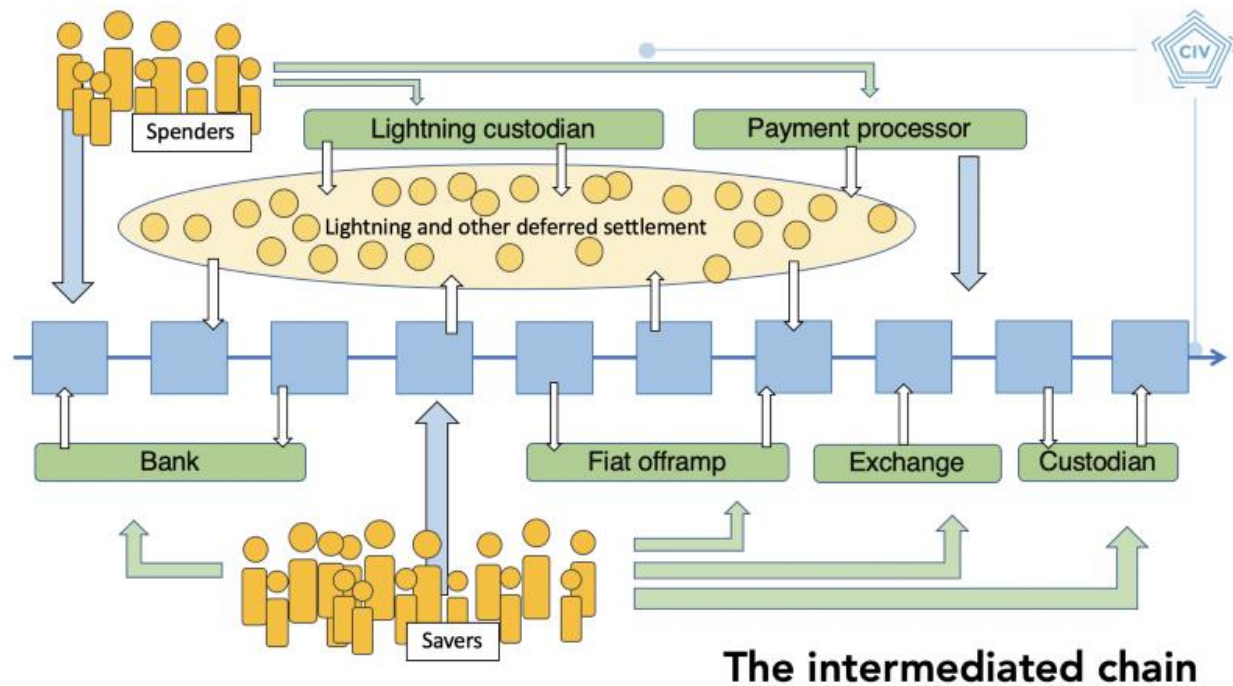 CIV
Spenders
Lightning custodian
Payment processor
Lightning and other deferred settlement
Bank
Fiat offramp
Exchange
Custodian
Savers
The intermediated chain